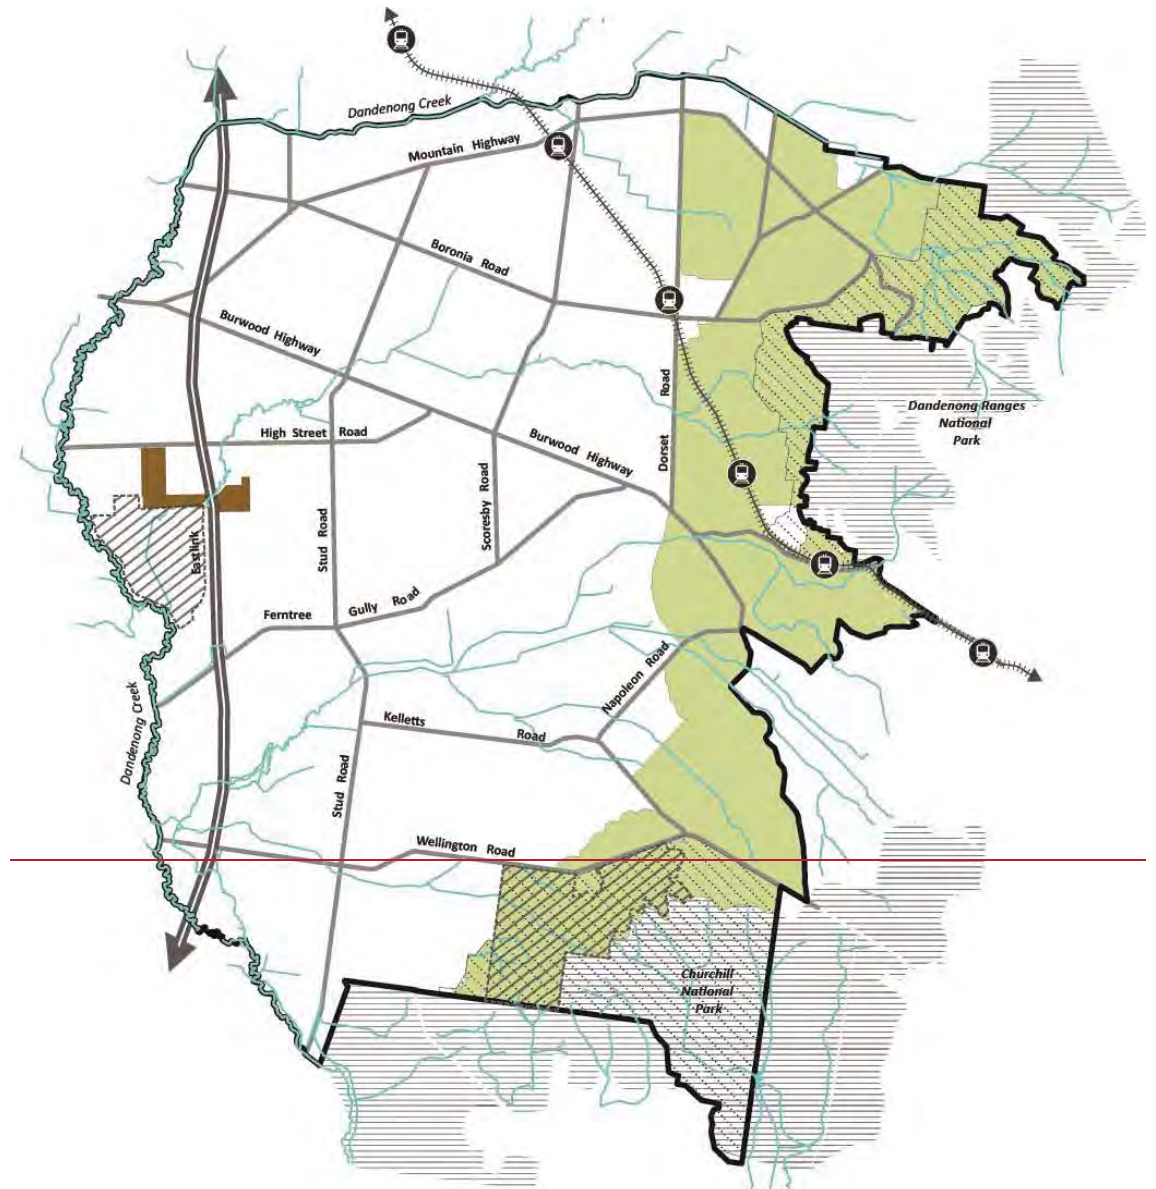 Dandenong Creek
Mountain Highway
Boronia Road
Burwood Highway
Dorset Road
Dandenong Ranges
National
Park
High Street Road
Burwood Highway
Scoresby Road
Stud Road
Eastlink
Ferntree Gully Road
Napoleon Road
Dandenong Creek
Kelletts Road
Stud Road
Wellington Road
Churchill
National
Park